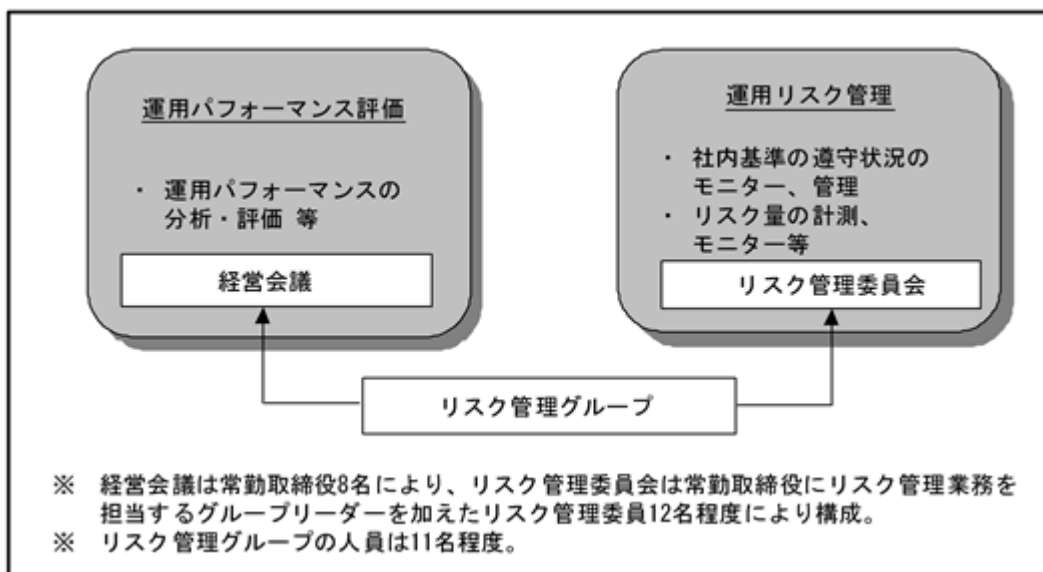 運用パフォーマンス評価
・ 運用パフォーマンスの
分析・評価 等
経営会議
運用リスク管理
・ 社内基準の遵守状況の
モニター、管理
・ リスク量の計測、
モニター等
リスク管理委員会
リスク管理グループ
※ 経営会議は常勤取締役8名により、リスク管理委員会は常勤取締役にリスク管理業務を
担当するグループリーダーを加えたリスク管理委員12名程度により構成。
※ リスク管理グループの人員は11名程度。